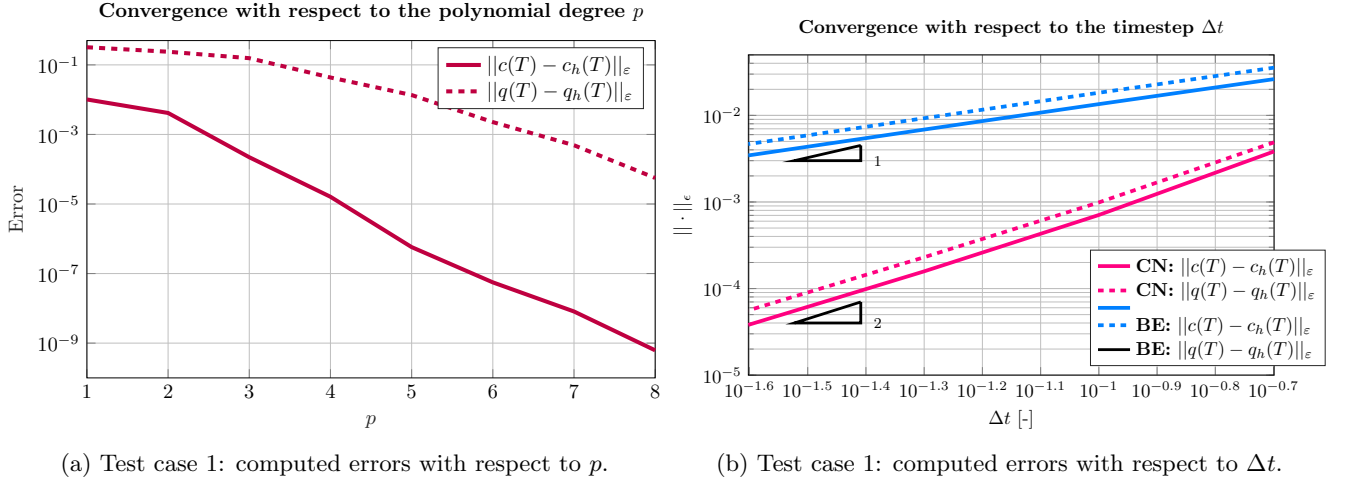 Convergence with respect to the polynomial degree p
10⁻¹
10⁻³
10⁻⁵
10⁻⁷
10⁻⁹
Error
1 2 3 4 5 6 7 8
p
||c(T) − c_h(T)||_ε
||q(T) − q_h(T)||_ε
(a) Test case 1: computed errors with respect to p.
Convergence with respect to the timestep Δt
10⁻²
10⁻³
10⁻⁴
10⁻⁵
|| · ||_ϵ
1
2
10^−1.6 10^−1.5 10^−1.4 10^−1.3 10^−1.2 10^−1.1 10⁻¹ 10^−0.9 10^−0.8 10^−0.7
Δt [-]
CN: ||c(T) − c_h(T)||_ε
CN: ||q(T) − q_h(T)||_ε
BE: ||c(T) − c_h(T)||_ε
BE: ||q(T) − q_h(T)||_ε
(b) Test case 1: computed errors with respect to Δt.